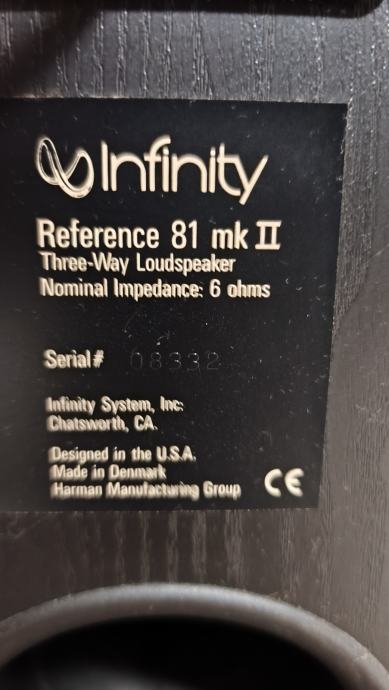 Infinity
Reference 81 mk II
Three-Way Loudspeaker
Nominal Impedance: 6 ohms
Serial# 08332
Infinity System, Inc.
Chatsworth, CA.
Designed in the U.S.A.
Made in Denmark
Harman Manufacturing Group CE